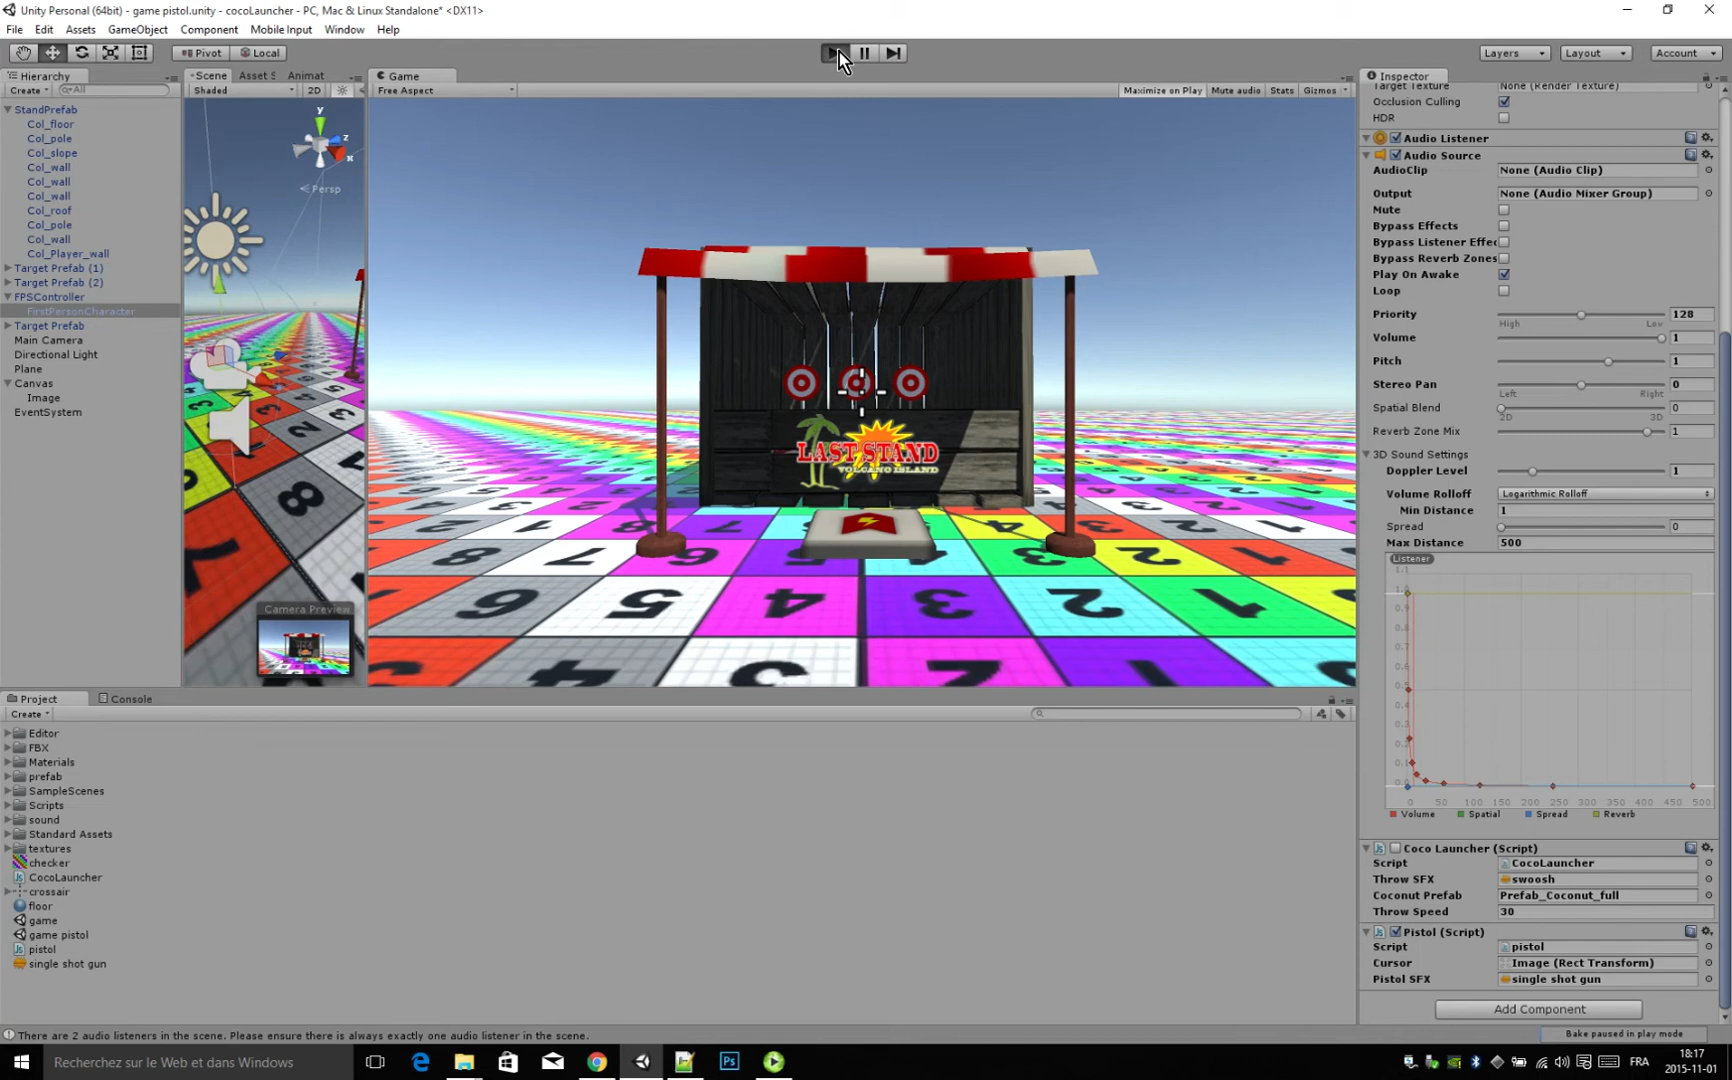 Unity Personal (64bit) - game pistol.unity - cocoLauncher - PC, Mac & Linux Standalone* <DX11>
File Edit Assets GameObject Component Mobile Input Window Help
Pivot Local
Layers Layout Account
Hierarchy
Create All
StandPrefab
Col_floor
Col_pole
Col_slope
Col_wall
Col_wall
Col_wall
Col_roof
Col_pole
Col_wall
Col_Player_wall
Target Prefab (1)
Target Prefab (2)
FPSController
FirstPersonCharacter
Target Prefab
Main Camera
Directional Light
Plane
Canvas
Image
EventSystem
Scene Asset S Animat
Shaded 2D
y
z
x
Persp
8
Camera Preview
Game
Free Aspect
Maximize on Play Mute audio Stats Gizmos
LAST STAND
VOLCANO ISLAND
Inspector
Target Texture None (Render Texture)
Occlusion Culling
HDR
Audio Listener
Audio Source
AudioClip None (Audio Clip)
Output None (Audio Mixer Group)
Mute
Bypass Effects
Bypass Listener Effec
Bypass Reverb Zones
Play On Awake
Loop
Priority 128
High Low
Volume 1
Pitch 1
Stereo Pan 0
Left Right
Spatial Blend 0
2D 3D
Reverb Zone Mix 1
3D Sound Settings
Doppler Level 1
Volume Rolloff Logarithmic Rolloff
Min Distance 1
Spread 0
Max Distance 500
Listener
1.1
0 50 100 150 200 250 300 350 400 450 500
Volume Spatial Spread Reverb
Coco Launcher (Script)
Script CocoLauncher
Throw SFX swoosh
Coconut Prefab Prefab_Coconut_full
Throw Speed 30
Pistol (Script)
Script pistol
Cursor Image (Rect Transform)
Pistol SFX single shot gun
Add Component
Project Console
Create
Editor
FBX
Materials
prefab
SampleScenes
Scripts
sound
Standard Assets
textures
checker
CocoLauncher
crossair
floor
game
game pistol
pistol
single shot gun
There are 2 audio listeners in the scene. Please ensure there is always exactly one audio listener in the scene.
Bake paused in play mode
Rechercher sur le Web et dans Windows
Ps
FRA
18:17
2015-11-01